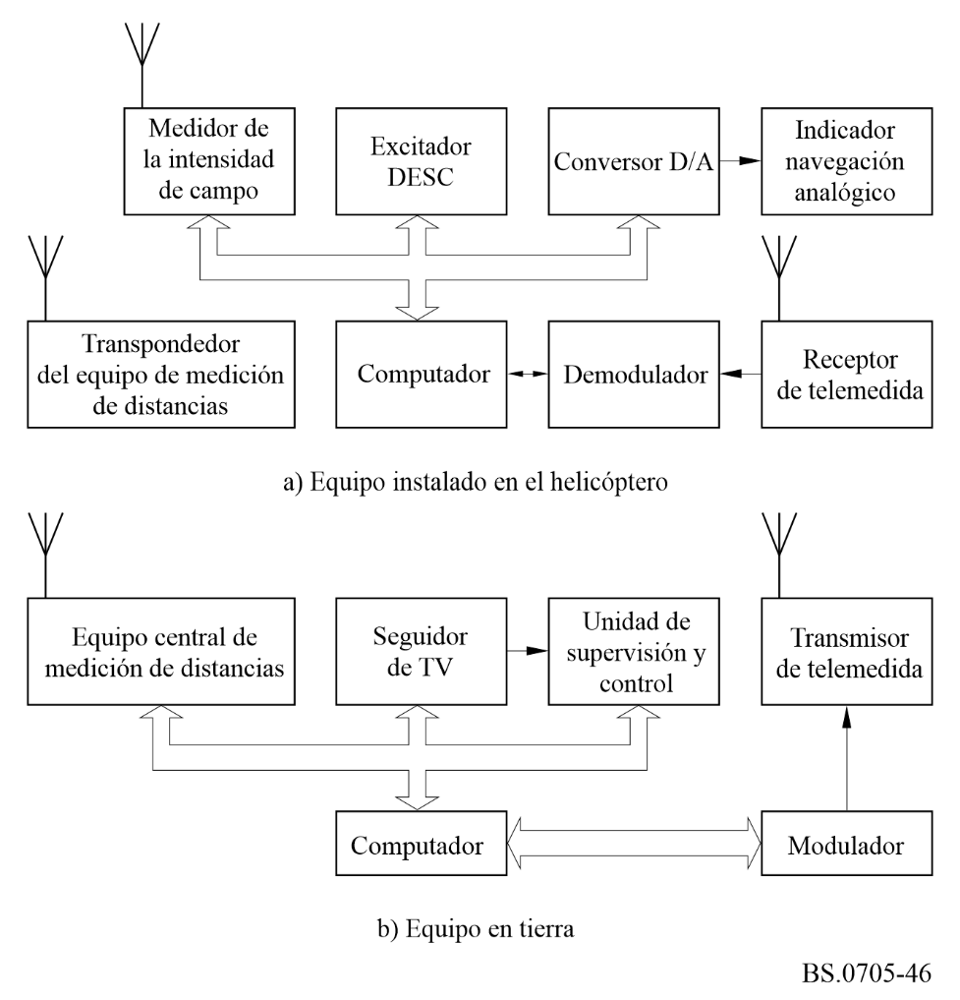 Medidor de
la intensidad
de campo
Excitador
DESC
Conversor D/A
Indicador
navegación
analógico
Transpondedor
del equipo de medición
de distancias
Computador
Demodulador
Receptor
de telemedida
a) Equipo instalado en el helicóptero
Equipo central de
medición de distancias
Seguidor
de TV
Unidad de
supervisión y
control
Transmisor
de telemedida
Computador
Modulador
b) Equipo en tierra
BS.0705-46